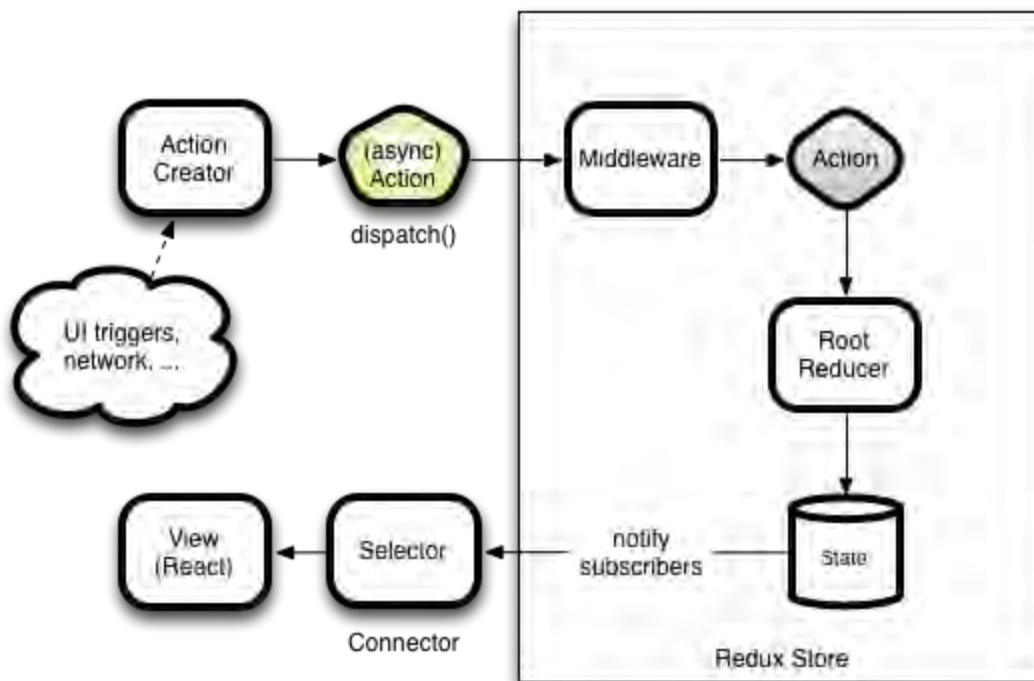 Action
Creator
(async)
Action
dispatch()
Middleware
Action
UI triggers,
network, ...
Root
Reducer
View
(React)
Selector
Connector
notify
subscribers
State
Redux Store